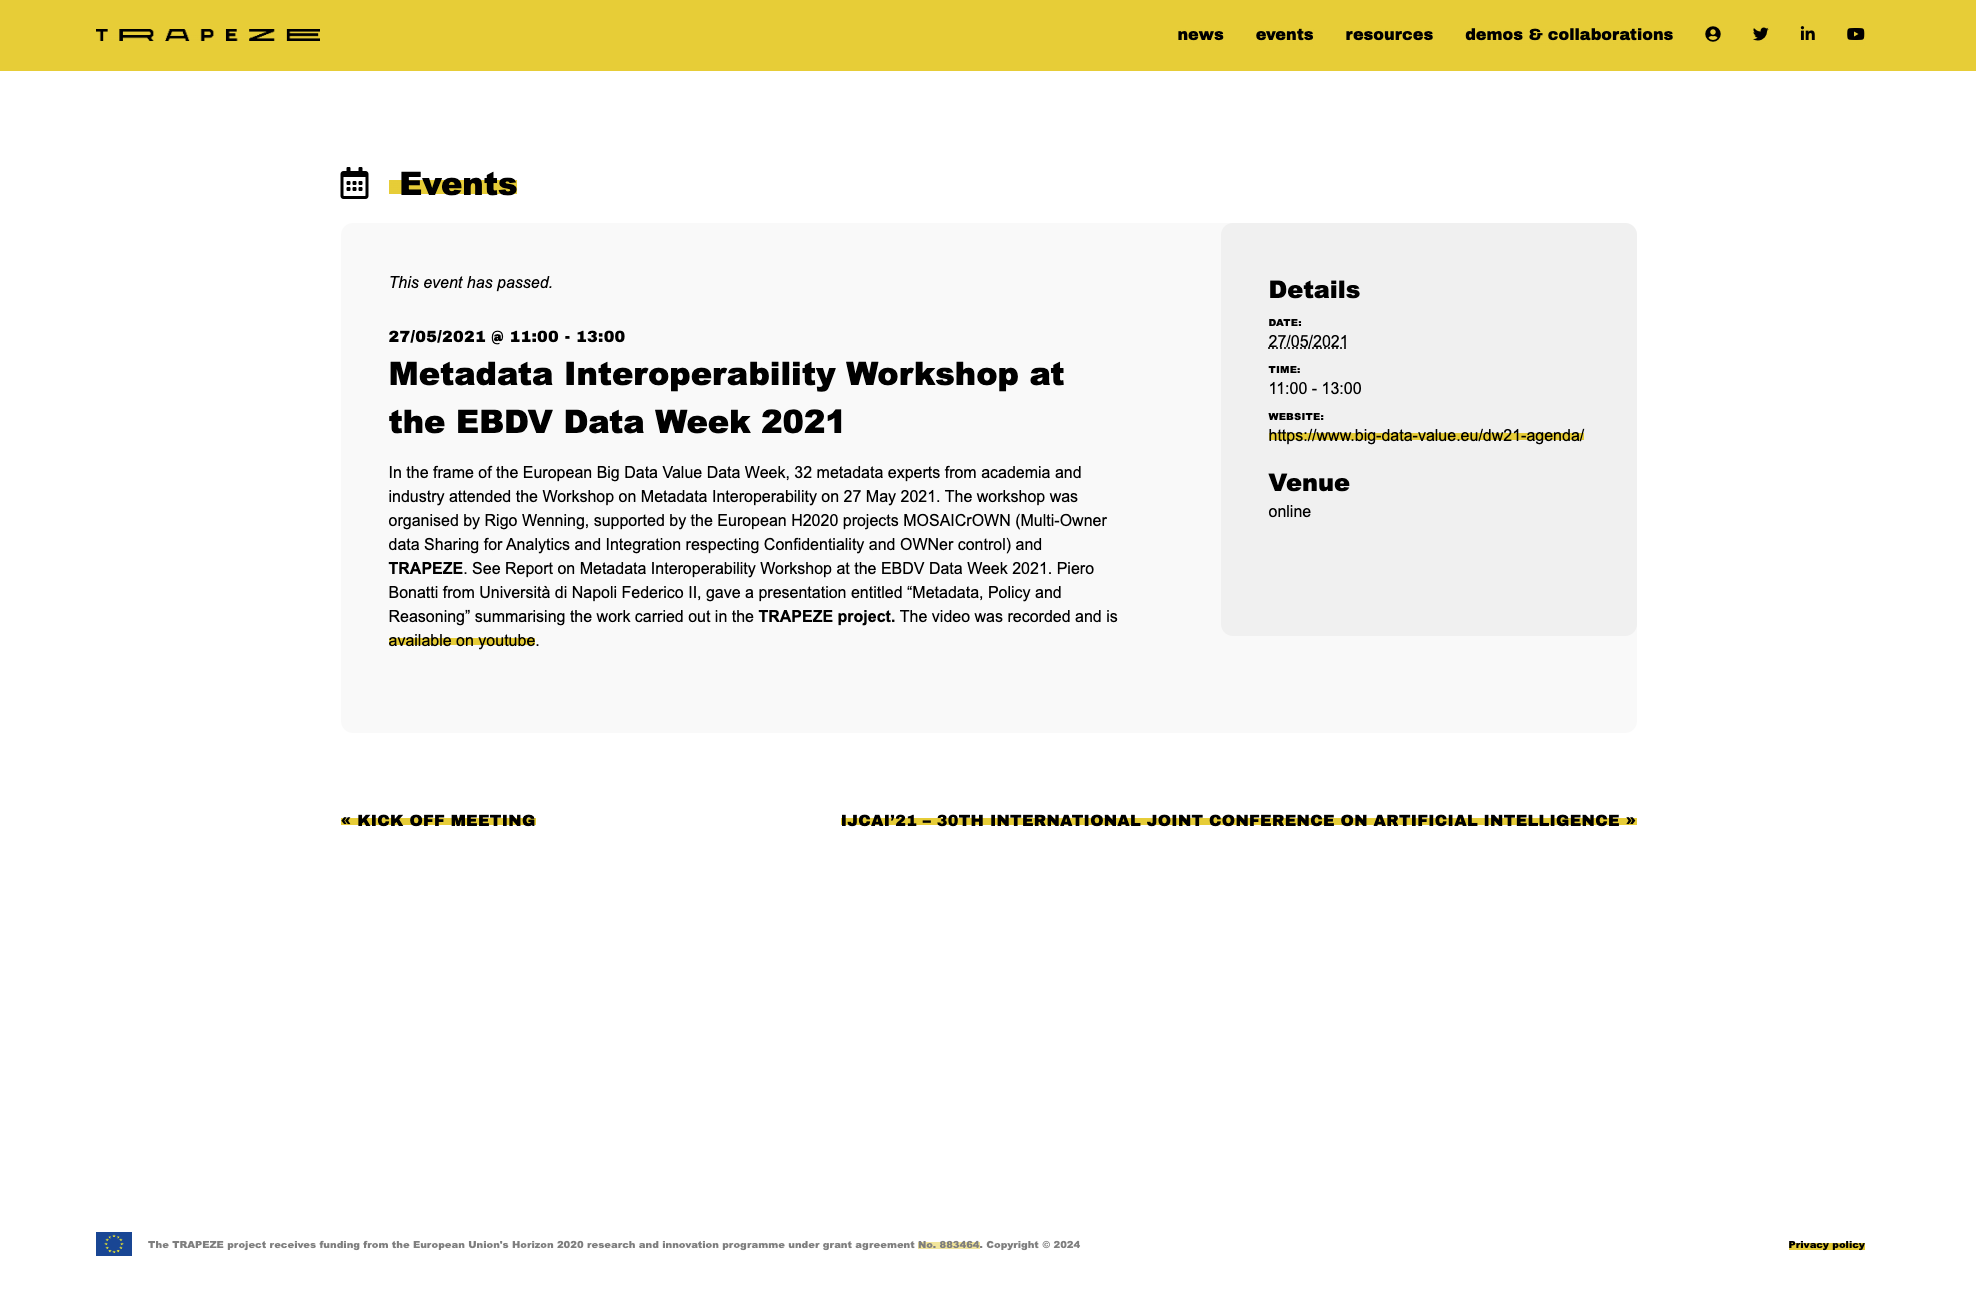 TRAPEZE
news events resources demos & collaborations
Events
This event has passed.
27/05/2021 @ 11:00 - 13:00
Metadata Interoperability Workshop at
the EBDV Data Week 2021
In the frame of the European Big Data Value Data Week, 32 metadata experts from academia and
industry attended the Workshop on Metadata Interoperability on 27 May 2021. The workshop was
organised by Rigo Wenning, supported by the European H2020 projects MOSAICrOWN (Multi-Owner
data Sharing for Analytics and Integration respecting Confidentiality and OWNer control) and
TRAPEZE. See Report on Metadata Interoperability Workshop at the EBDV Data Week 2021. Piero
Bonatti from Università di Napoli Federico II, gave a presentation entitled “Metadata, Policy and
Reasoning” summarising the work carried out in the TRAPEZE project. The video was recorded and is
available on youtube.
Details
DATE:
27/05/2021
TIME:
11:00 - 13:00
WEBSITE:
https://www.big-data-value.eu/dw21-agenda/
Venue
online
« KICK OFF MEETING
IJCAI’21 – 30TH INTERNATIONAL JOINT CONFERENCE ON ARTIFICIAL INTELLIGENCE »
The TRAPEZE project receives funding from the European Union's Horizon 2020 research and innovation programme under grant agreement No. 883464. Copyright © 2024
Privacy policy